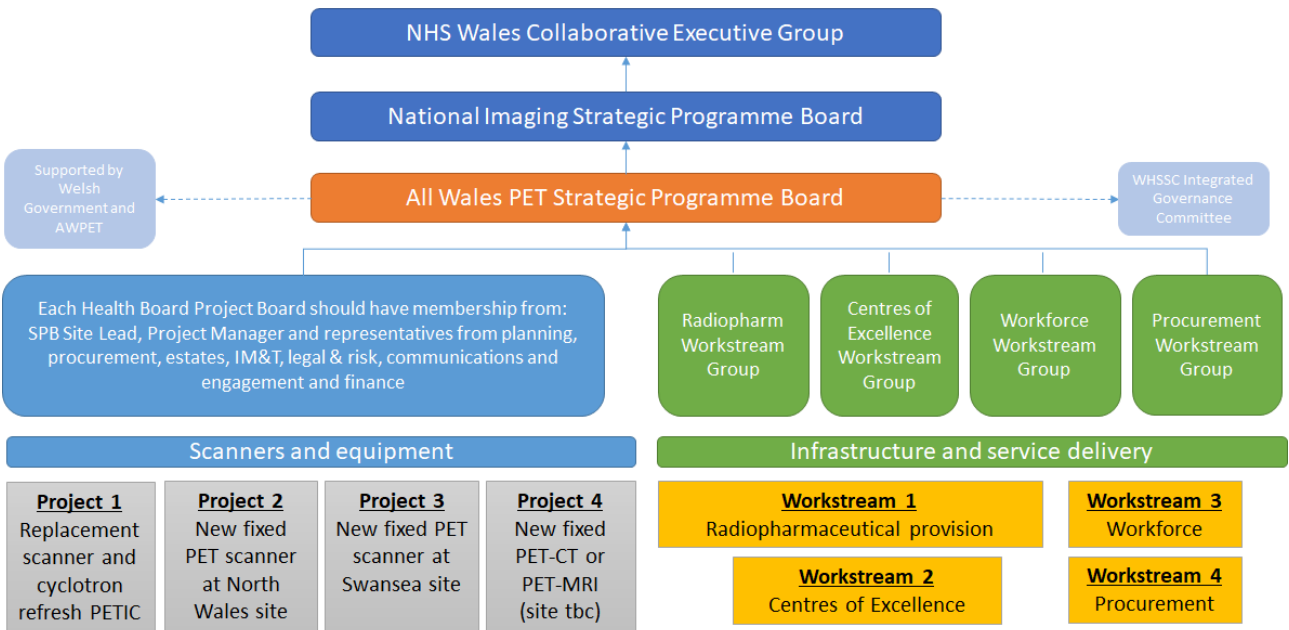 NHS Wales Collaborative Executive Group
National Imaging Strategic Programme Board
Supported by
Welsh
Government and
AWPET
All Wales PET Strategic Programme Board
WHSSC Integrated
Governance
Committee
Each Health Board Project Board should have membership from:
SPB Site Lead, Project Manager and representatives from planning,
procurement, estates, IM&T, legal & risk, communications and
engagement and finance
Radiopharm
Workstream
Group
Centres of
Excellence
Workstream
Group
Workforce
Workstream
Group
Procurement
Workstream
Group
Scanners and equipment
Infrastructure and service delivery
Project 1
Replacement
scanner and
cyclotron
refresh PETIC
Project 2
New fixed
PET scanner
at North
Wales site
Project 3
New fixed PET
scanner at
Swansea site
Project 4
New fixed
PET-CT or
PET-MRI
(site tbc)
Workstream 1
Radiopharmaceutical provision
Workstream 2
Centres of Excellence
Workstream 3
Workforce
Workstream 4
Procurement